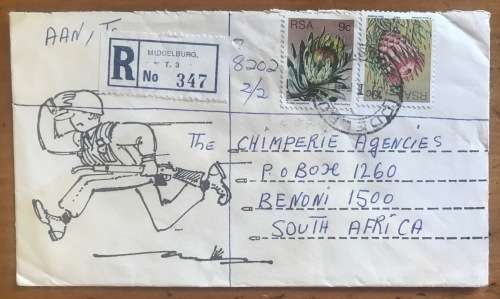 AAN/T
MIDDELBURG,
T. 3
R No 347
8202
2/2
RSA 9c
RSA
The CHIMPERIE AGENCIES
P.O BOX 1260
BENONI 1500
SOUTH AFRICA